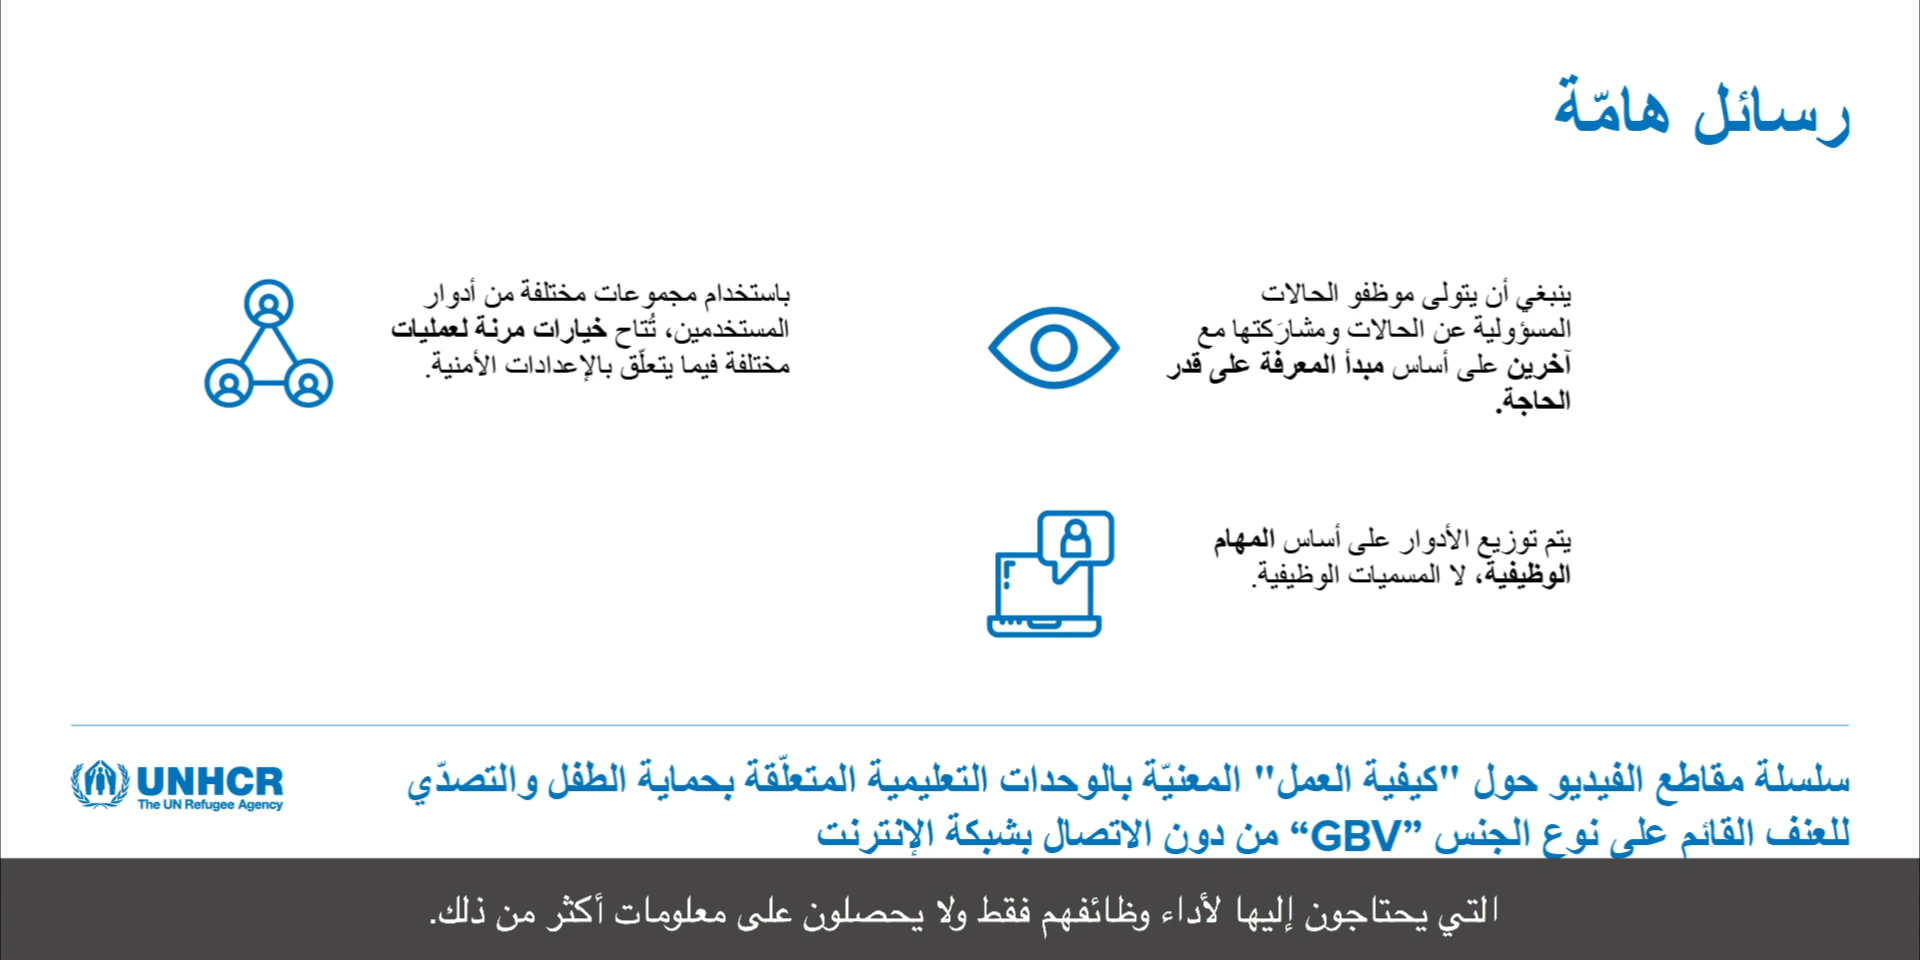 رسائل هامّة
ينبغي أن يتولى موظفو الحالات
المسؤولية عن الحالات ومشارَكتها مع
آخرين على أساس مبدأ المعرفة على قدر
الحاجة.
باستخدام مجموعات مختلفة من أدوار
المستخدمين، تُتاح خيارات مرنة لعمليات
مختلفة فيما يتعلّق بالإعدادات الأمنية.
يتم توزيع الأدوار على أساس المهام
الوظيفية، لا المسميات الوظيفية.
سلسلة مقاطع الفيديو حول "كيفية العمل" المعنيّة بالوحدات التعليمية المتعلّقة بحماية الطفل والتصدّي
للعنف القائم على نوع الجنس “GBV” من دون الاتصال بشبكة الإنترنت
UNHCR
The UN Refugee Agency
التي يحتاجون إليها لأداء وظائفهم فقط ولا يحصلون على معلومات أكثر من ذلك.